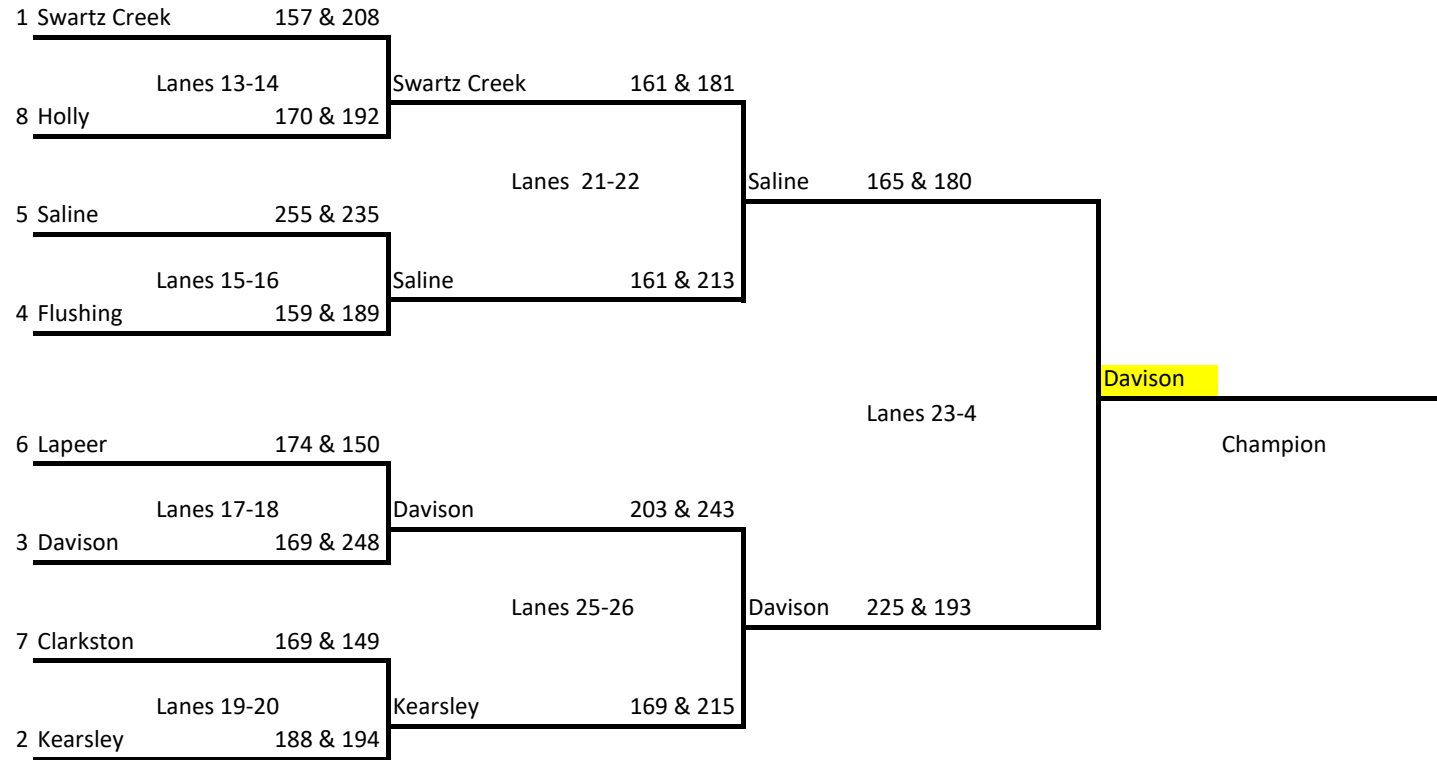 1 Swartz Creek 157 & 208
Lanes 13-14 Swartz Creek 161 & 181
8 Holly 170 & 192
Lanes 21-22 Saline 165 & 180
5 Saline 255 & 235
Lanes 15-16 Saline 161 & 213
4 Flushing 159 & 189
Davison
Lanes 23-4
6 Lapeer 174 & 150 Champion
Lanes 17-18 Davison 203 & 243
3 Davison 169 & 248
Lanes 25-26 Davison 225 & 193
7 Clarkston 169 & 149
Lanes 19-20 Kearsley 169 & 215
2 Kearsley 188 & 194